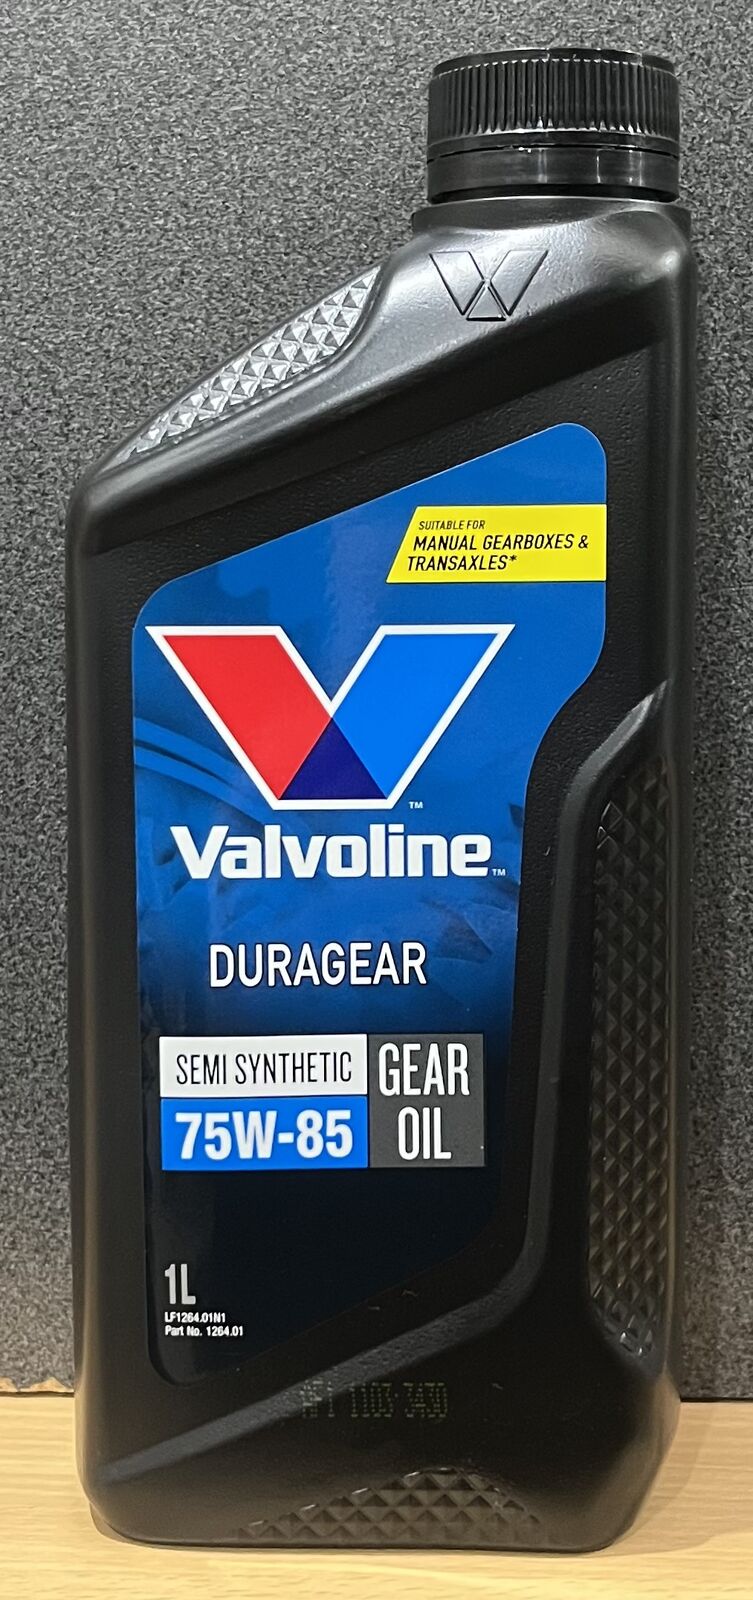 SUITABLE FOR
MANUAL GEARBOXES &
TRANSAXLES*
Valvoline™
DURAGEAR
SEMI SYNTHETIC
75W-85
GEAR
OIL
1L
LF1264.01N1
Part No. 1264.01